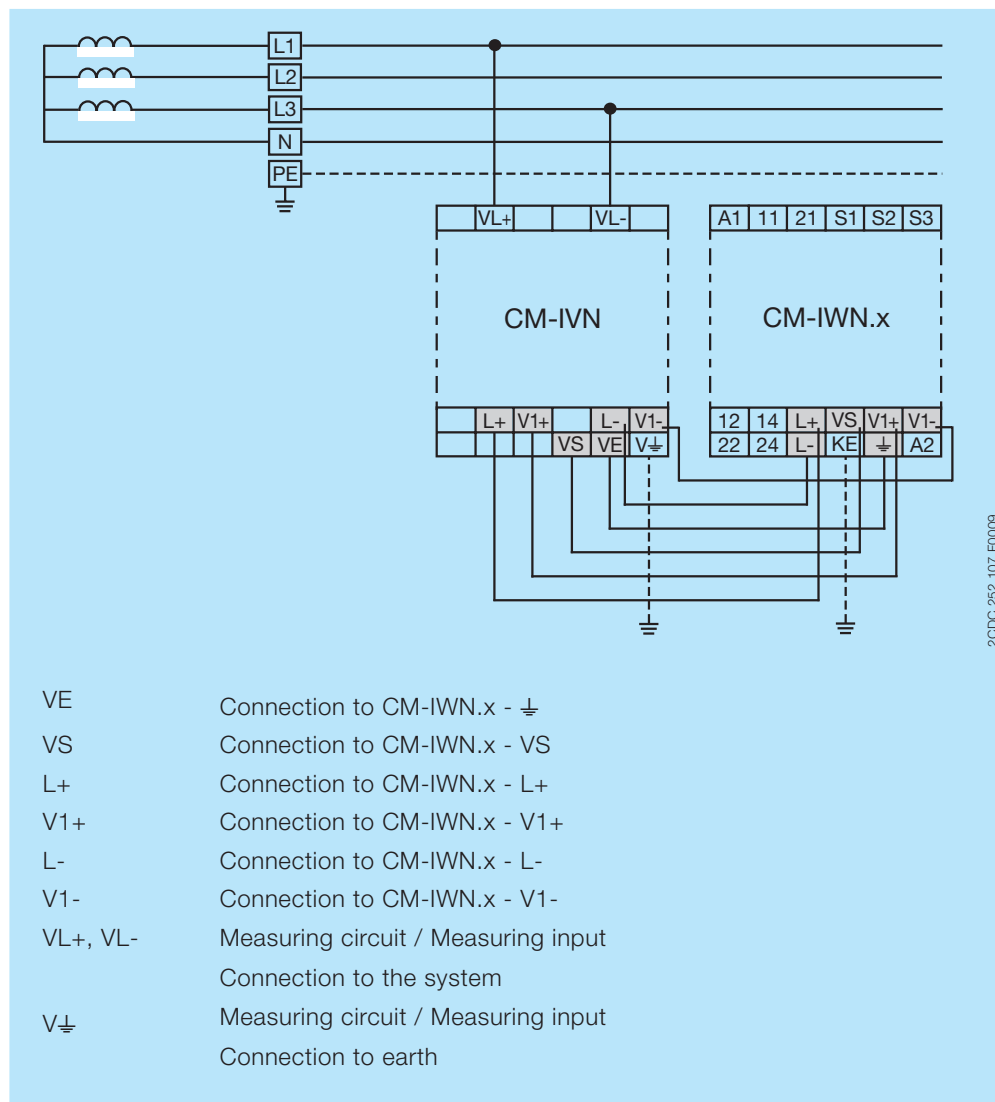 L1
L2
L3
N
PE
VL+ VL-
A1 11 21 S1 S2 S3
CM-IVN
CM-IWN.x
L+ V1+ L- V1-
VS VE V⏚
12 14 L+ VS V1+ V1-
22 24 L- KE ⏚ A2
2CDC 252 107 F0009
VE Connection to CM-IWN.x - ⏚
VS Connection to CM-IWN.x - VS
L+ Connection to CM-IWN.x - L+
V1+ Connection to CM-IWN.x - V1+
L- Connection to CM-IWN.x - L-
V1- Connection to CM-IWN.x - V1-
VL+, VL- Measuring circuit / Measuring input
Connection to the system
V⏚ Measuring circuit / Measuring input
Connection to earth